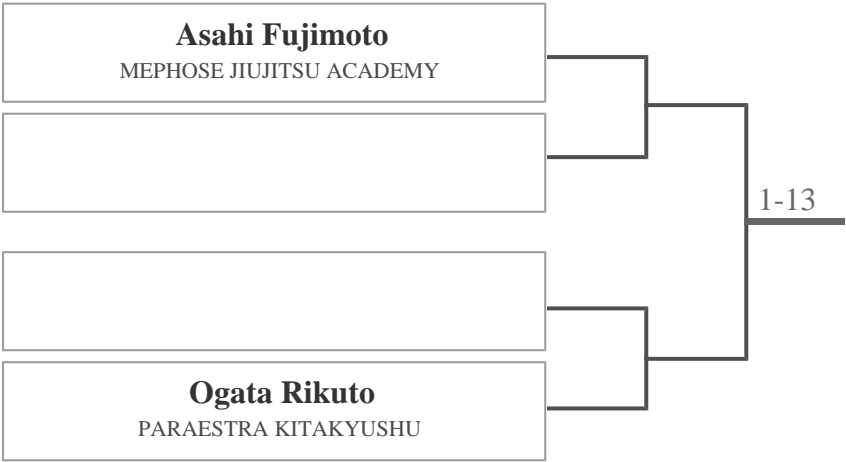 Asahi Fujimoto
MEPHOSE JIUJITSU ACADEMY
1-13
Ogata Rikuto
PARAESTRA KITAKYUSHU